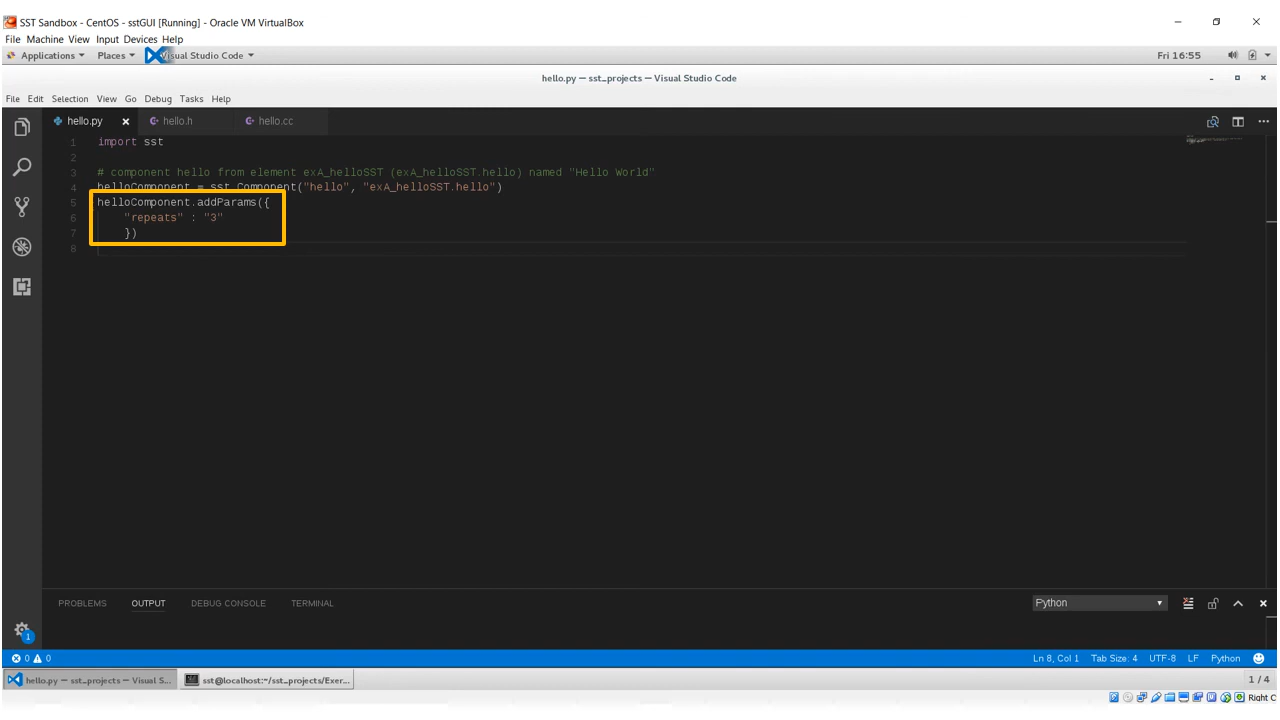 SST Sandbox - CentOS - sstGUI [Running] - Oracle VM VirtualBox
File Machine View Input Devices Help
Applications Places Visual Studio Code Fri 16:55
hello.py — sst_projects — Visual Studio Code
File Edit Selection View Go Debug Tasks Help
hello.py hello.h hello.cc
1 import sst
2
3 # component hello from element exA_helloSST (exA_helloSST.hello) named "Hello World"
4 helloComponent = sst.Component("hello", "exA_helloSST.hello")
5 helloComponent.addParams({
6 "repeats" : "3"
7 })
8
PROBLEMS OUTPUT DEBUG CONSOLE TERMINAL Python
1
0 0 Ln 8, Col 1 Tab Size: 4 UTF-8 LF Python
hello.py — sst_projects — Visual S... sst@localhost:~/sst_projects/Exer... 1 / 4
Right C